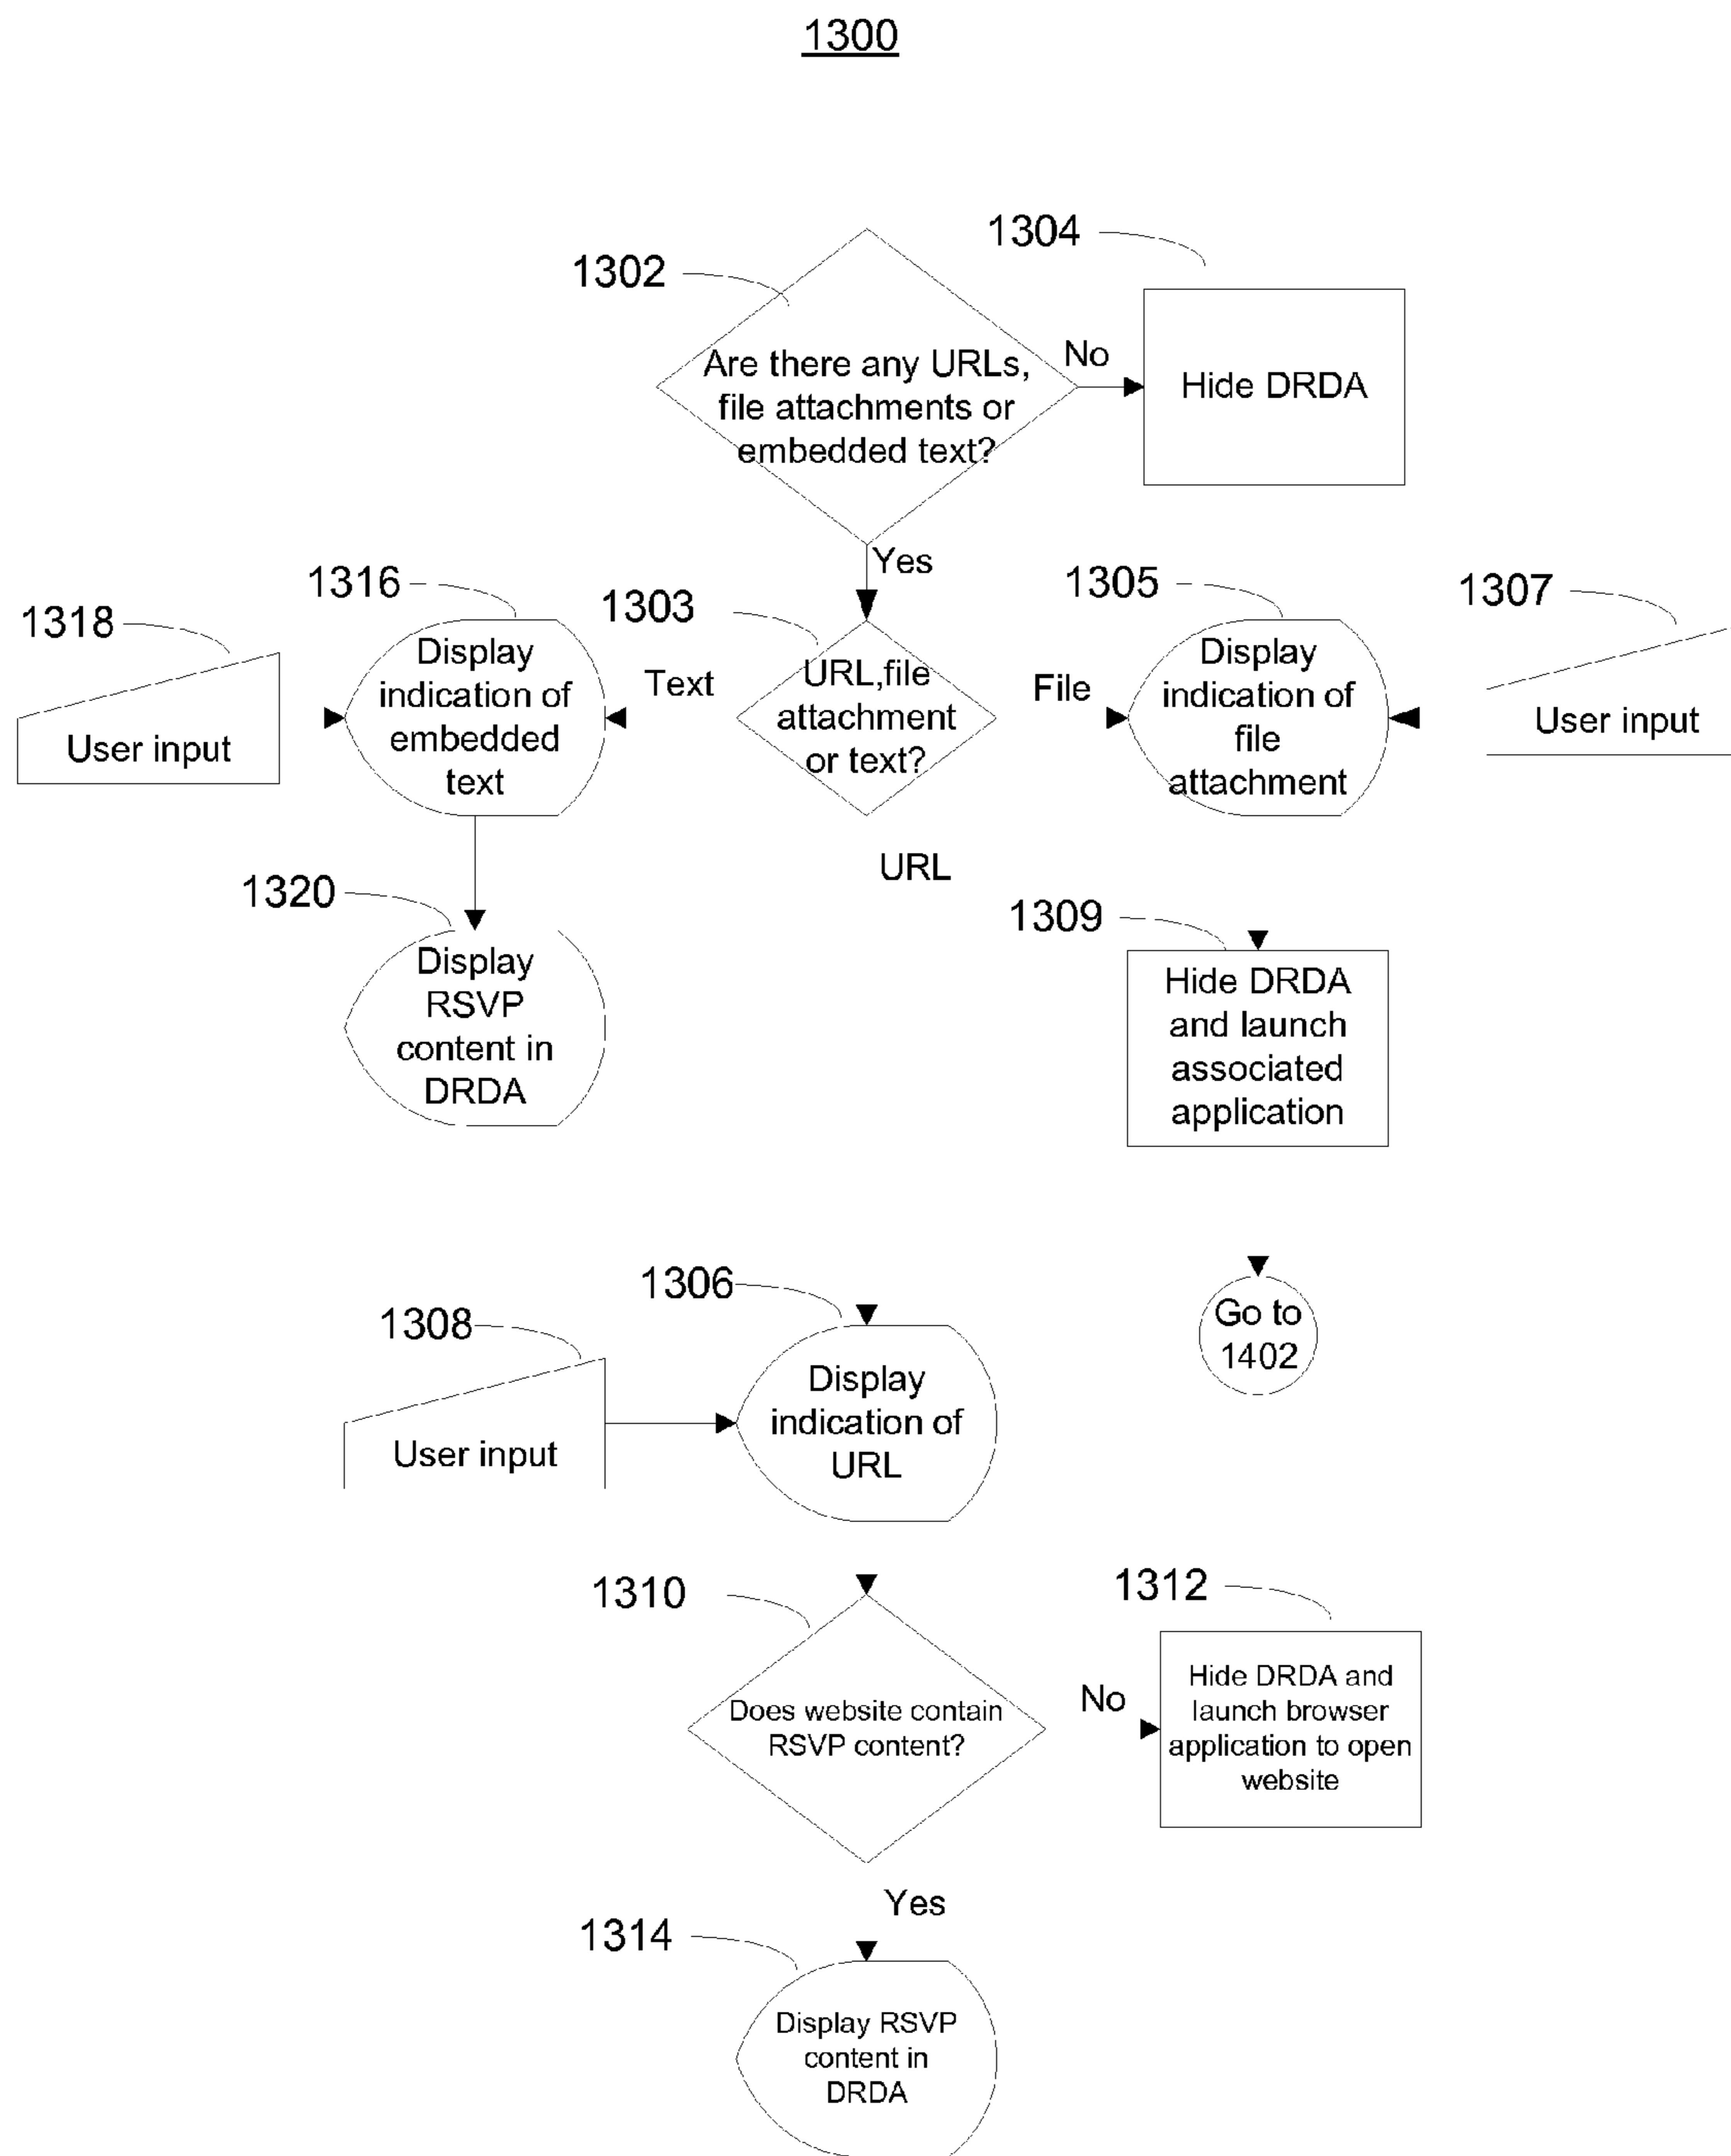 1300
1304
1302
Are there any URLs,
file attachments or
embedded text?
No
Hide DRDA
Yes
1316
1303
1305
1307
1318
Display
indication of
embedded
text
Text
URL,file
attachment
or text?
File
Display
indication of
file
attachment
User input
User input
URL
1320
1309
Display
RSVP
content in
DRDA
Hide DRDA
and launch
associated
application
1306
1308
Go to
1402
Display
indication of
URL
User input
1310
1312
Does website contain
RSVP content?
No
Hide DRDA and
launch browser
application to open
website
Yes
1314
Display RSVP
content in
DRDA